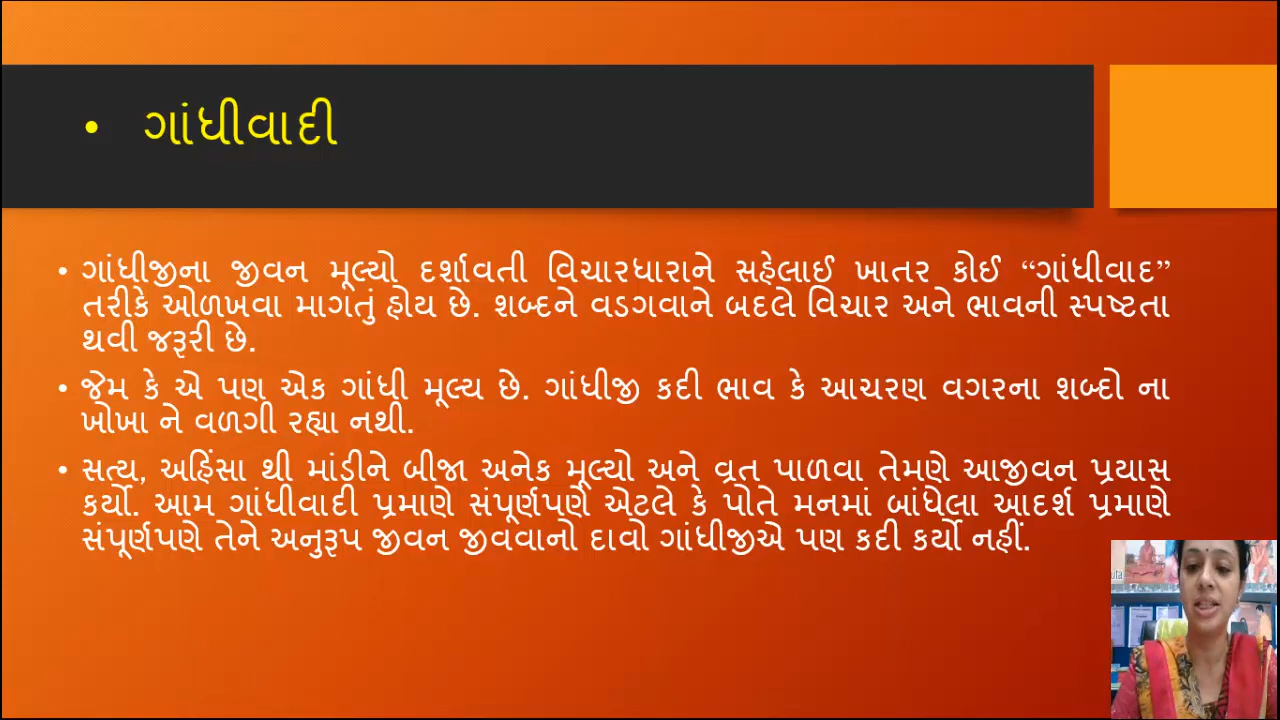 • ગાંધીવાદી
• ગાંધીજીના જીવન મૂલ્યો દર્શાવતી વિચારધારાને સહેલાઈ ખાતર કોઈ “ગાંધીવાદ”
તરીકે ઓળખવા માગતું હોય છે. શબ્દને વડગવાને બદલે વિચાર અને ભાવની સ્પષ્ટતા
થવી જરૂરી છે.
• જેમ કે એ પણ એક ગાંધી મૂલ્ય છે. ગાંધીજી કદી ભાવ કે આચરણ વગરના શબ્દો ના
ખોખા ને વળગી રહ્યા નથી.
• સત્ય, અહિંસા થી માંડીને બીજા અનેક મૂલ્યો અને વ્રત પાળવા તેમણે આજીવન પ્રયાસ
કર્યો. આમ ગાંધીવાદી પ્રમાણે સંપૂર્ણપણે એટલે કે પોતે મનમાં બાંધેલા આદર્શ પ્રમાણે
સંપૂર્ણપણે તેને અનુરૂપ જીવન જીવવાનો દાવો ગાંધીજીએ પણ કદી કર્યો નહીં.